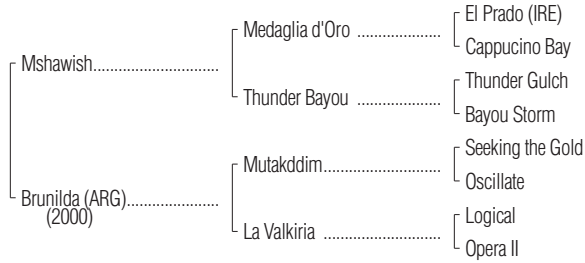 El Prado (IRE)
Medaglia d'Oro ....................
Cappucino Bay
Mshawish...............................
Thunder Gulch
Thunder Bayou ....................
Bayou Storm
Seeking the Gold
Mutakddim............................
Oscillate
Brunilda (ARG)......................
(2000)
Logical
La Valkiria .............................
Opera II